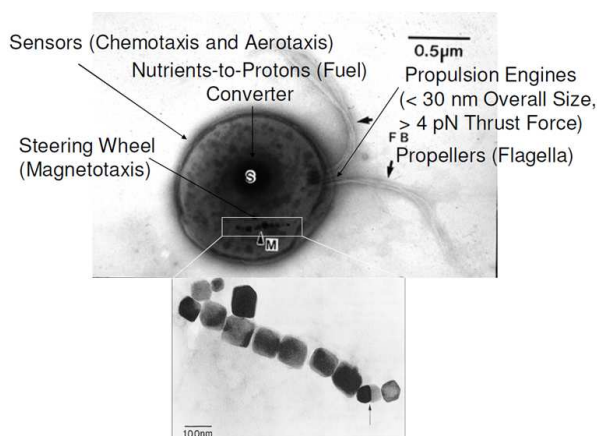 Sensors (Chemotaxis and Aerotaxis)
0.5µm
Nutrients-to-Protons (Fuel)
Converter
Propulsion Engines
(< 30 nm Overall Size,
> 4 pN Thrust Force)
F B
Propellers (Flagella)
Steering Wheel
(Magnetotaxis)
S
M
100nm